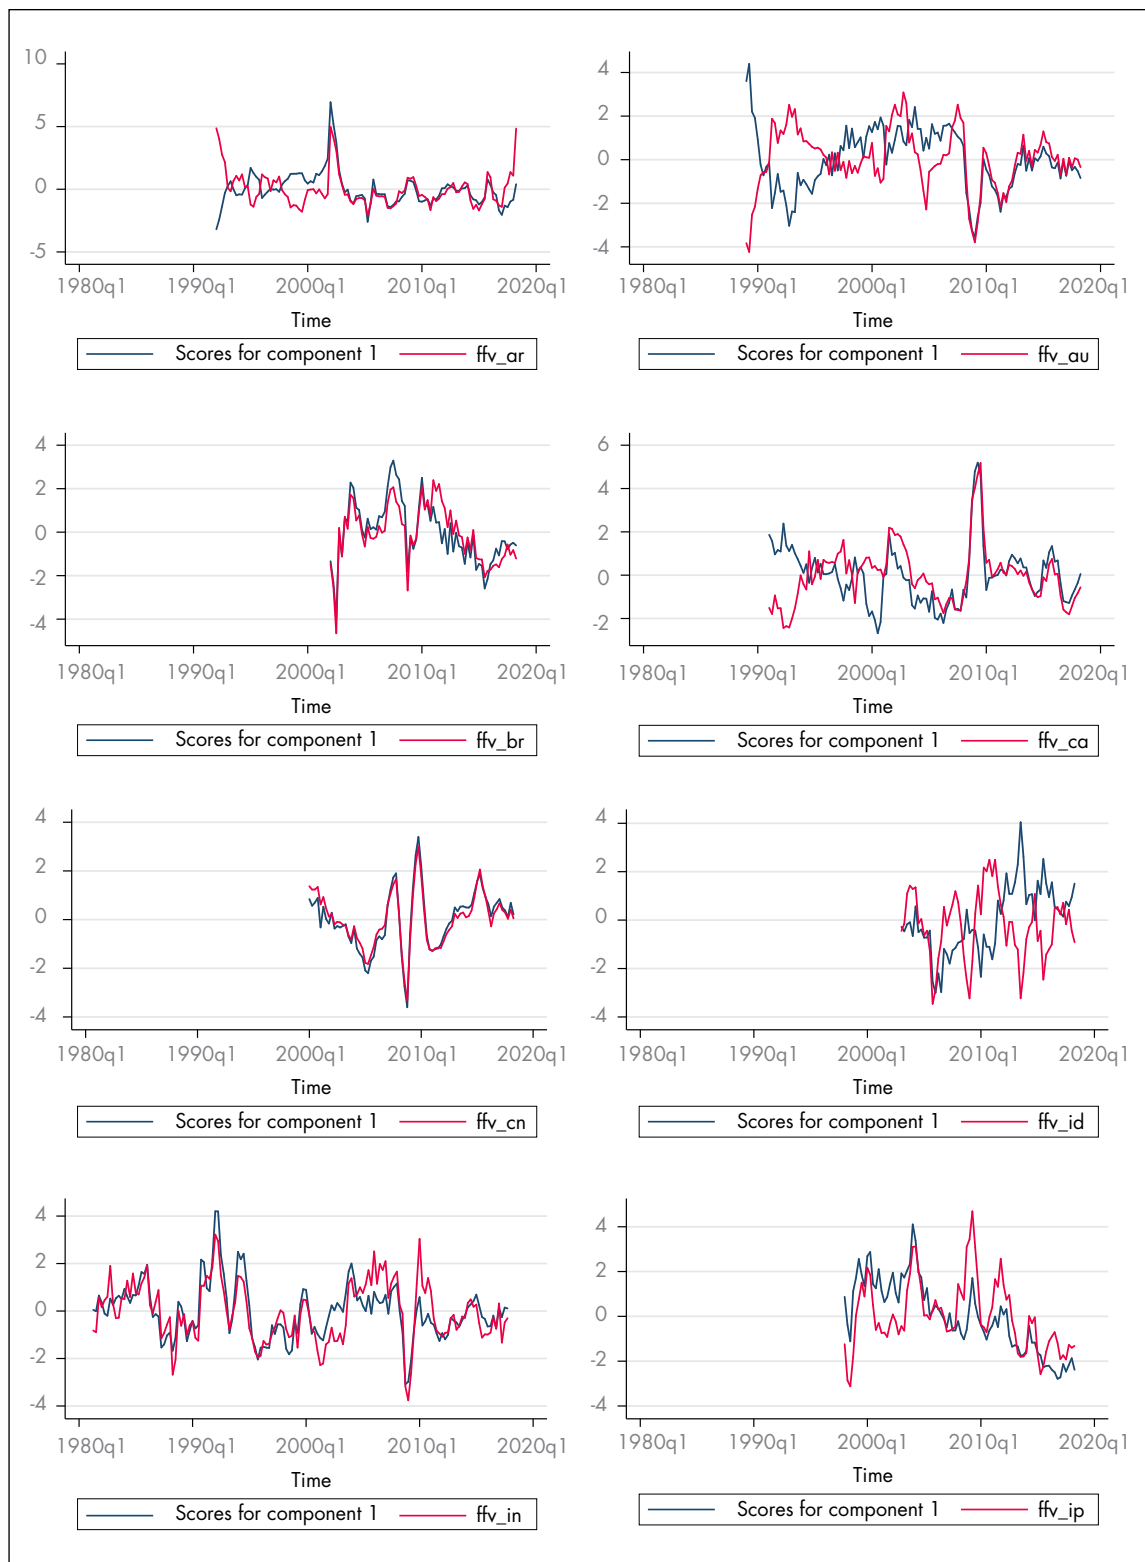 10
5
0
-5
1980q1 1990q1 2000q1 2010q1 2020q1
Time
Scores for component 1 ffv_ar
4
2
0
-2
-4
1980q1 1990q1 2000q1 2010q1 2020q1
Time
Scores for component 1 ffv_au
4
2
0
-2
-4
1980q1 1990q1 2000q1 2010q1 2020q1
Time
Scores for component 1 ffv_br
6
4
2
0
-2
1980q1 1990q1 2000q1 2010q1 2020q1
Time
Scores for component 1 ffv_ca
4
2
0
-2
-4
1980q1 1990q1 2000q1 2010q1 2020q1
Time
Scores for component 1 ffv_cn
4
2
0
-2
-4
1980q1 1990q1 2000q1 2010q1 2020q1
Time
Scores for component 1 ffv_id
4
2
0
-2
-4
1980q1 1990q1 2000q1 2010q1 2020q1
Time
Scores for component 1 ffv_in
4
2
0
-2
-4
1980q1 1990q1 2000q1 2010q1 2020q1
Time
Scores for component 1 ffv_ip